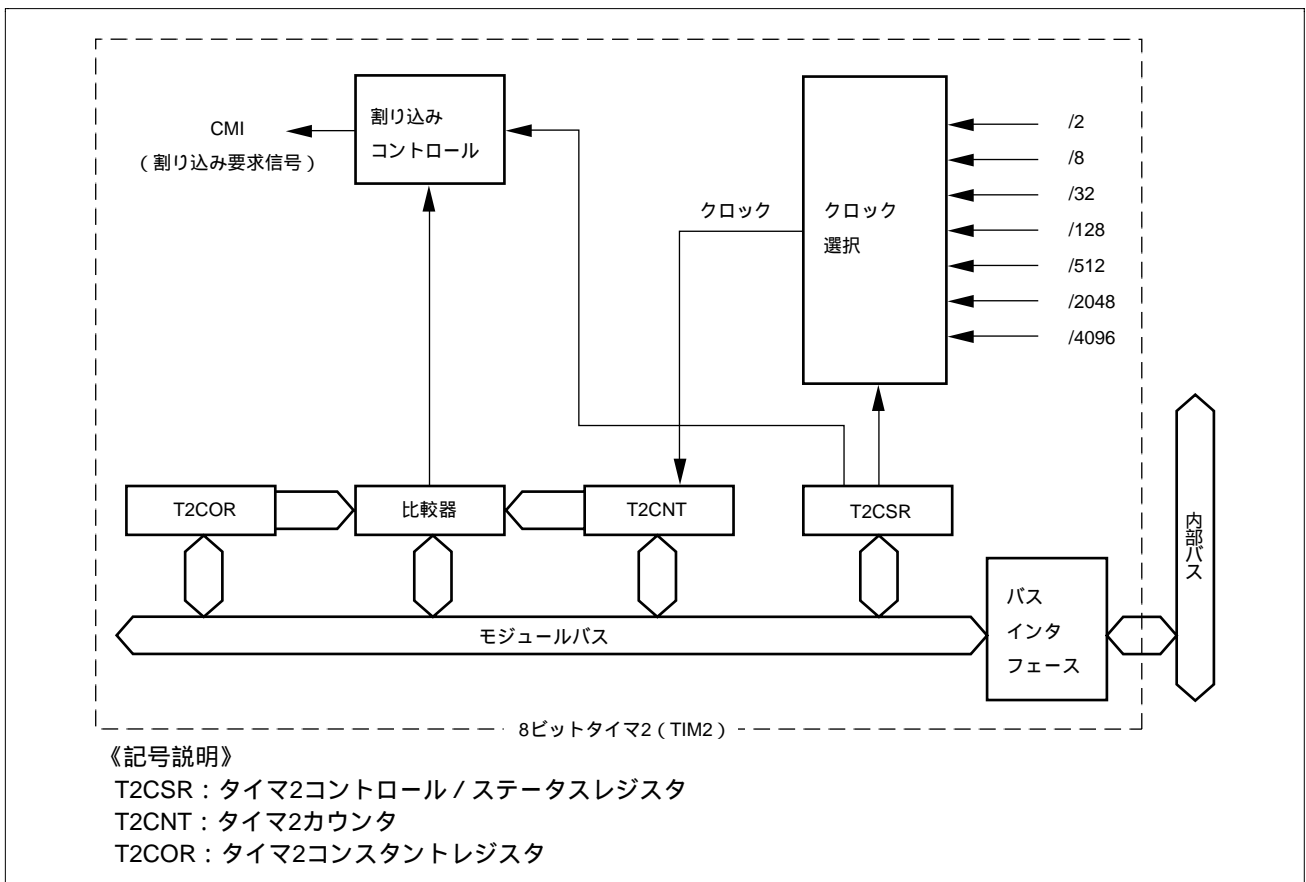 割り込み
コントロール
CMI
（割り込み要求信号）
クロック
クロック
選択
/2
/8
/32
/128
/512
/2048
/4096
T2COR
比較器
T2CNT
T2CSR
内部バス
バス
インタ
フェース
モジュールバス
8ビットタイマ2（TIM2）
《記号説明》
T2CSR：タイマ2コントロール／ステータスレジスタ
T2CNT：タイマ2カウンタ
T2COR：タイマ2コンスタントレジスタ